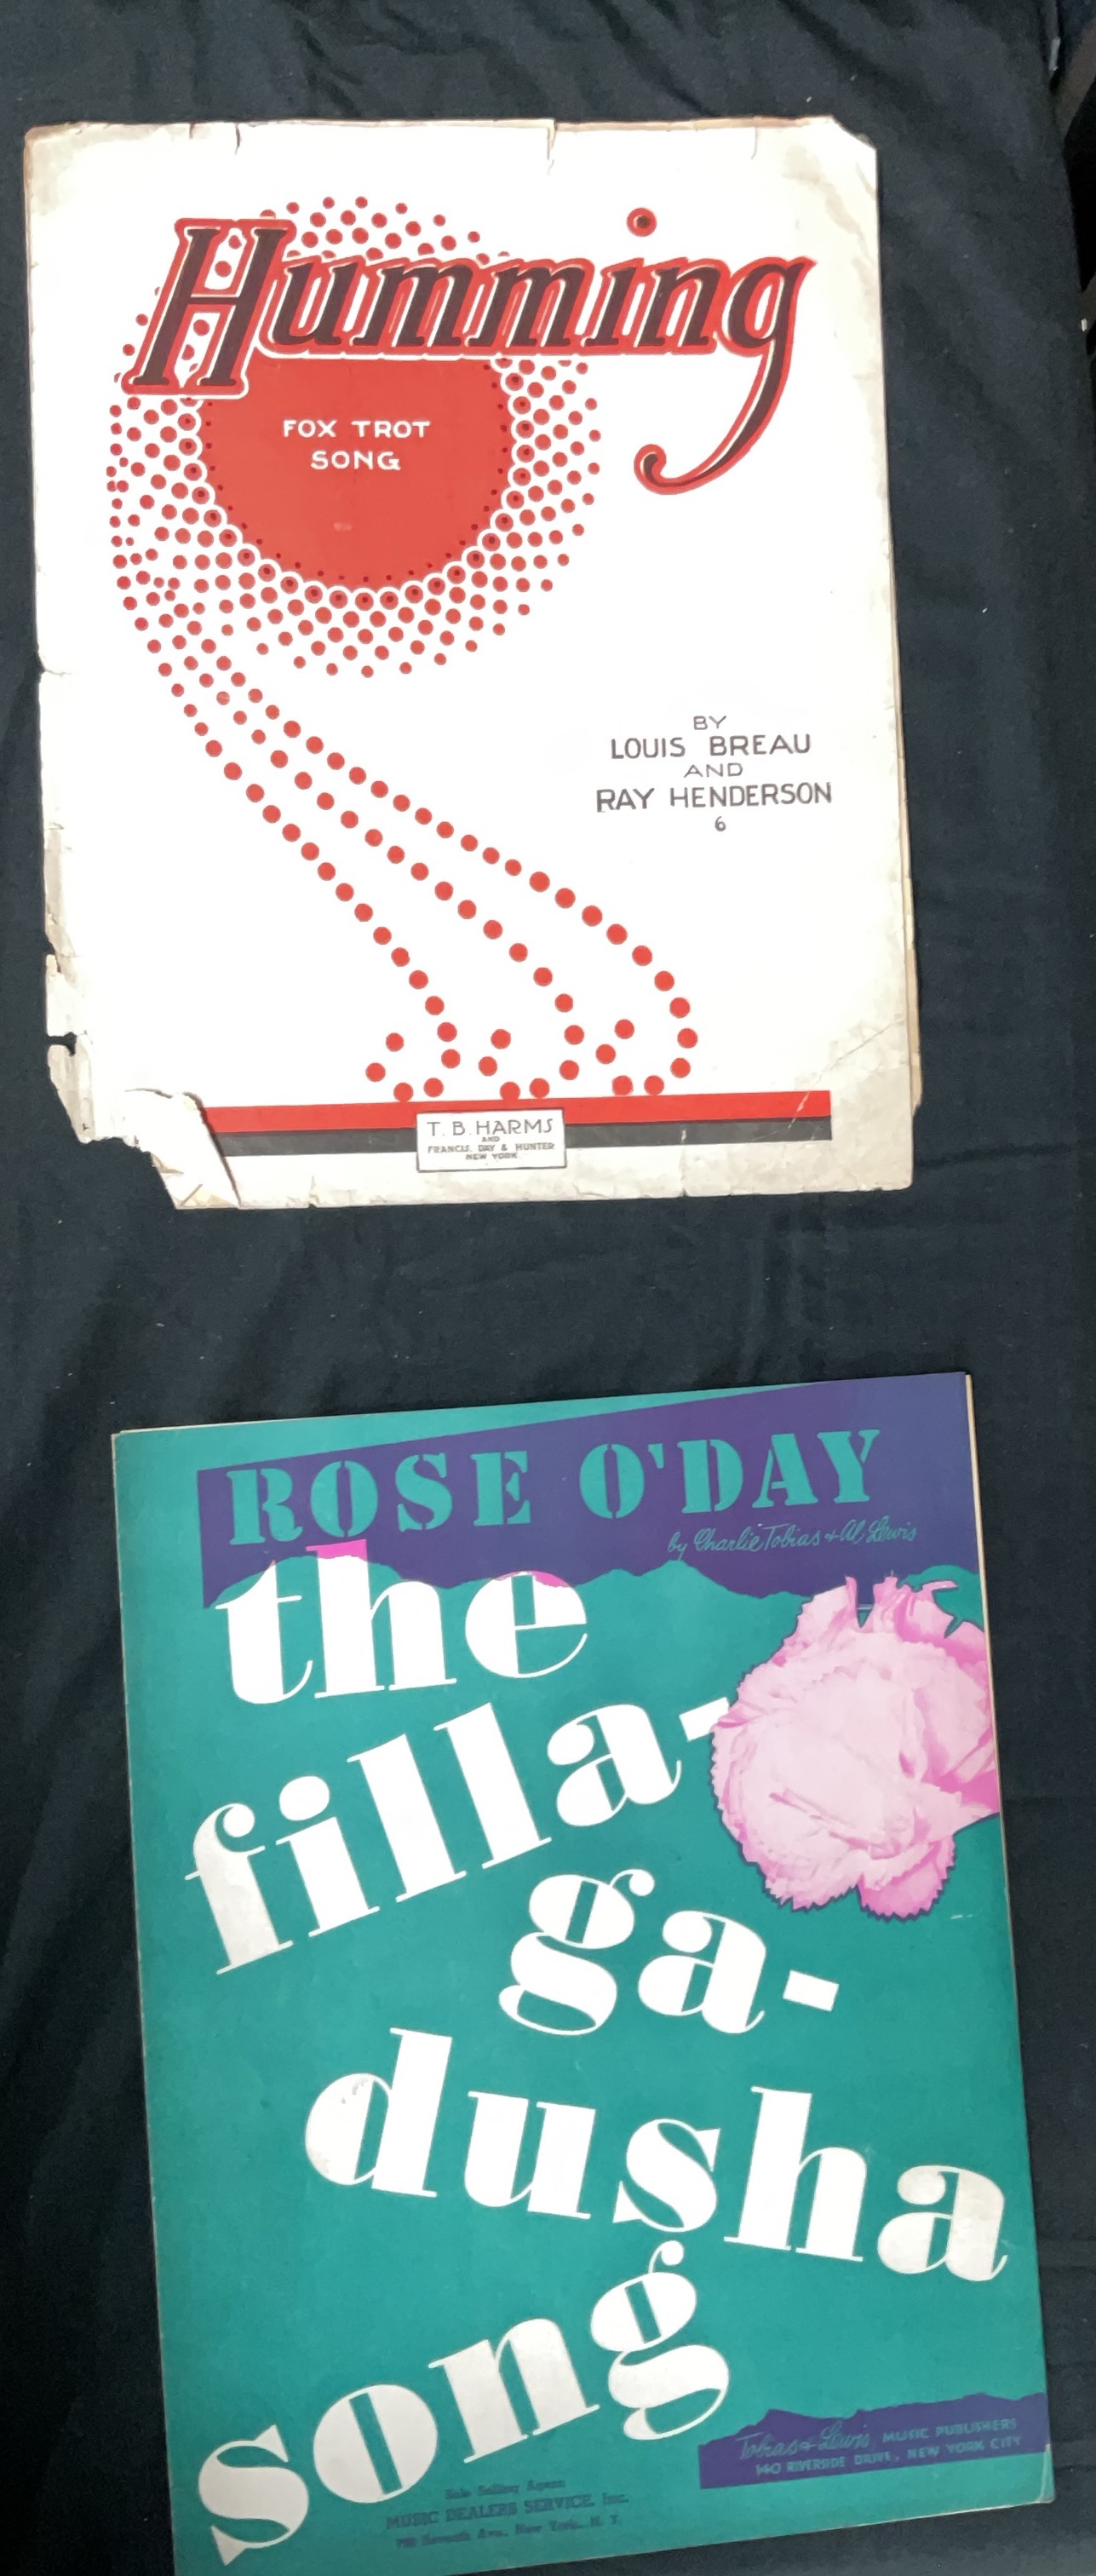 Humming
FOX TROT
SONG
BY
LOUIS BREAU
AND
RAY HENDERSON
6
T. B. HARMS
AND
FRANCIS, DAY & HUNTER
NEW YORK
ROSE O'DAY
by Charlie Tobias & Al Lewis
the
filla-
ga-
dusha
song
Tobias & Lewis, MUSIC PUBLISHERS
140 RIVERSIDE DRIVE, NEW YORK CITY
Sole Selling Agent:
MUSIC DEALERS SERVICE, Inc.
Seventh Ave., New York, N. Y.